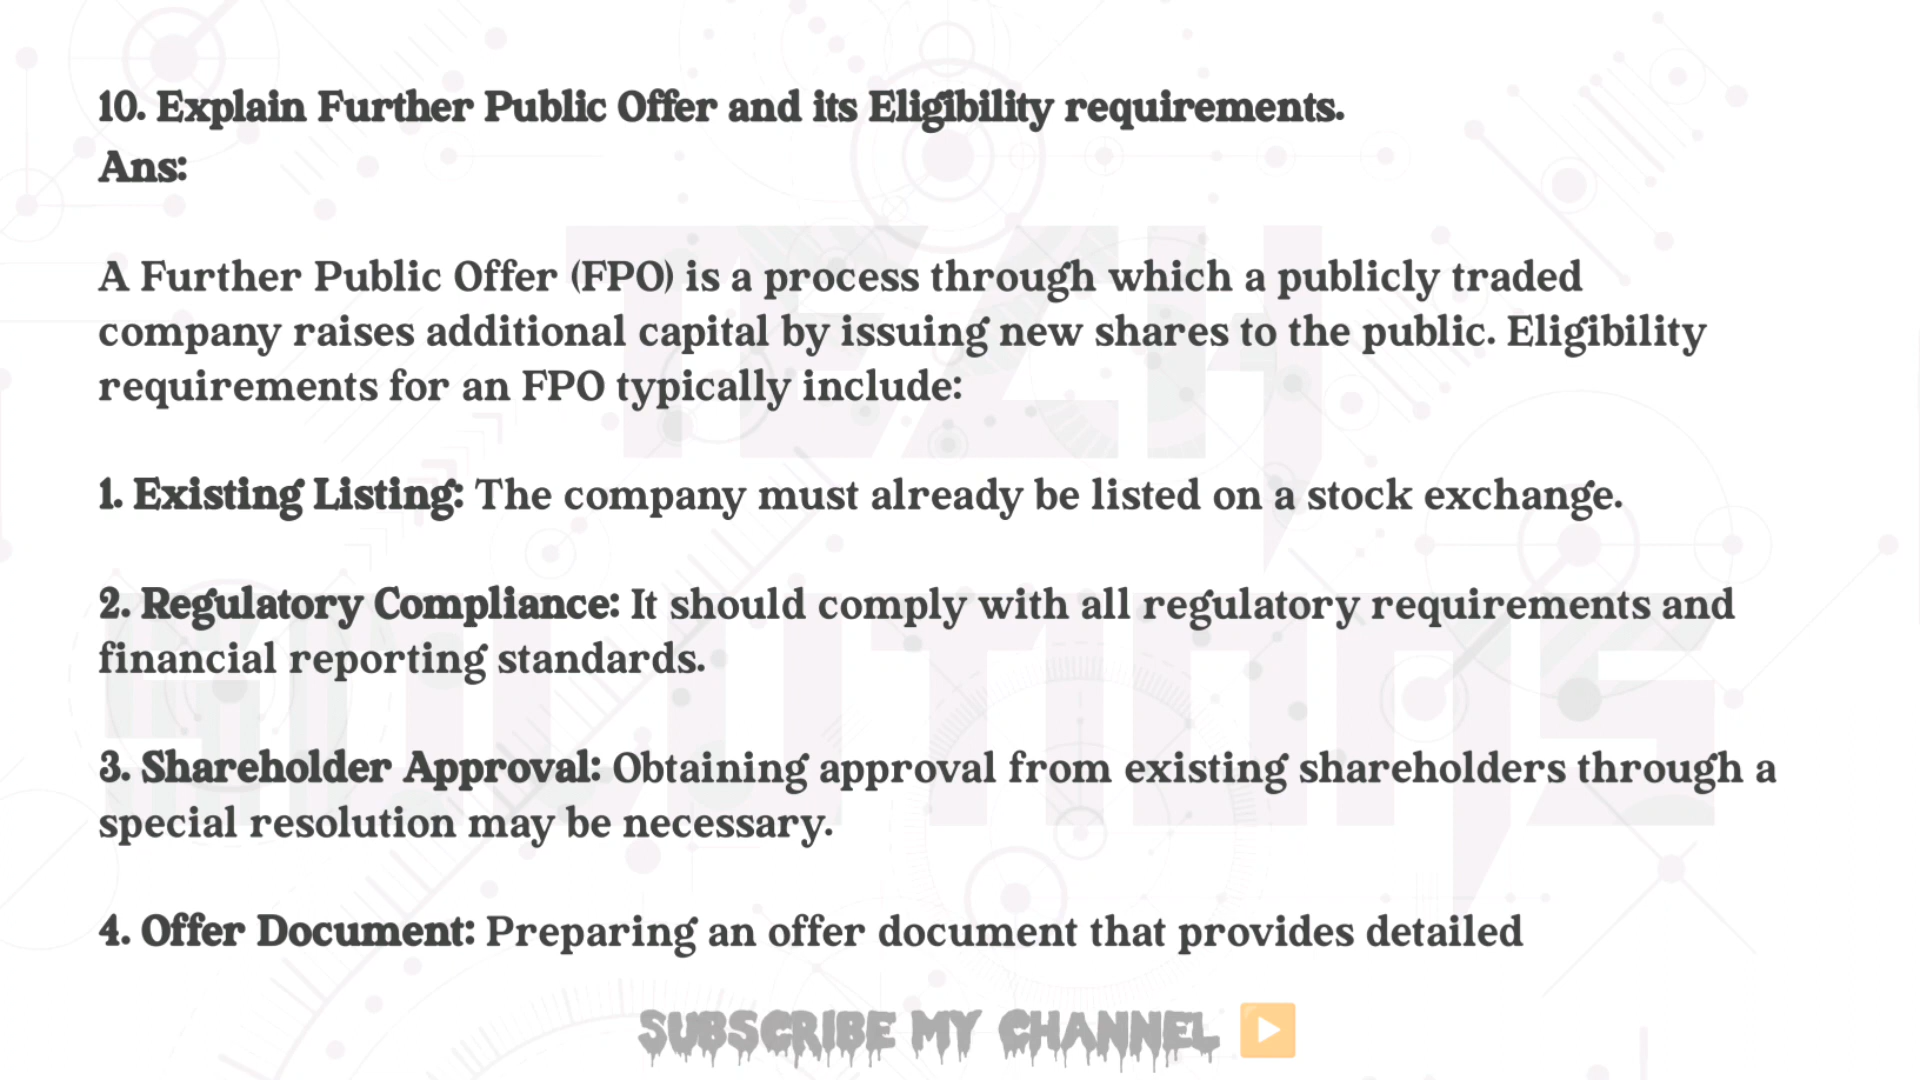 10. Explain Further Public Offer and its Eligibility requirements.
Ans:
A Further Public Offer (FPO) is a process through which a publicly traded
company raises additional capital by issuing new shares to the public. Eligibility
requirements for an FPO typically include:
1. Existing Listing: The company must already be listed on a stock exchange.
2. Regulatory Compliance: It should comply with all regulatory requirements and
financial reporting standards.
3. Shareholder Approval: Obtaining approval from existing shareholders through a
special resolution may be necessary.
4. Offer Document: Preparing an offer document that provides detailed
SUBSCRIBE MY CHANNEL